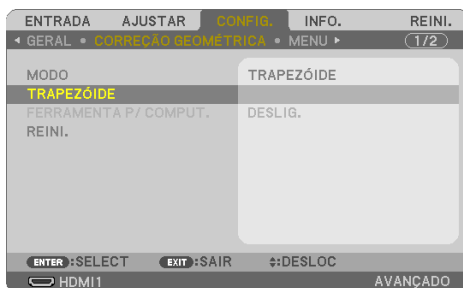 ENTRADA AJUSTAR CONFIG. INFO. REINI.
◂ GERAL • CORREÇÃO GEOMÉTRICA • MENU ▸ 1/2
MODO TRAPEZÓIDE
TRAPEZÓIDE
FERRAMENTA P/ COMPUT. DESLIG.
REINI.
ENTER :SELECT EXIT :SAIR ⬍:DESLOC
HDMI1 AVANÇADO